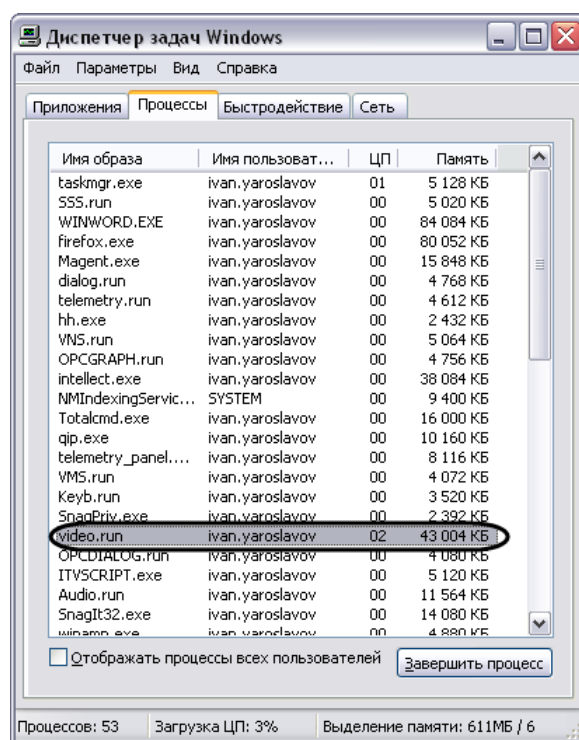 Диспетчер задач Windows
Файл Параметры Вид Справка
Приложения Процессы Быстродействие Сеть
Имя образа Имя пользоват... ЦП Память
taskmgr.exe ivan.yaroslavov 01 5 128 КБ
SSS.run ivan.yaroslavov 00 5 020 КБ
WINWORD.EXE ivan.yaroslavov 00 84 084 КБ
firefox.exe ivan.yaroslavov 00 80 052 КБ
Magent.exe ivan.yaroslavov 00 15 848 КБ
dialog.run ivan.yaroslavov 00 4 768 КБ
telemetry.run ivan.yaroslavov 00 4 612 КБ
hh.exe ivan.yaroslavov 00 2 432 КБ
VNS.run ivan.yaroslavov 00 5 064 КБ
OPCGRAPH.run ivan.yaroslavov 00 4 756 КБ
intellect.exe ivan.yaroslavov 00 38 084 КБ
NMIndexingServic... SYSTEM 00 9 400 КБ
Totalcmd.exe ivan.yaroslavov 00 16 000 КБ
qip.exe ivan.yaroslavov 00 10 160 КБ
telemetry_panel.... ivan.yaroslavov 00 8 116 КБ
VMS.run ivan.yaroslavov 00 4 072 КБ
Keyb.run ivan.yaroslavov 00 3 520 КБ
SnagPriv.exe ivan.yaroslavov 00 2 392 КБ
video.run ivan.yaroslavov 02 43 004 КБ
OPCDIALOG.run ivan.yaroslavov 00 4 080 КБ
ITVSCRIPT.exe ivan.yaroslavov 00 5 120 КБ
Audio.run ivan.yaroslavov 00 11 564 КБ
SnagIt32.exe ivan.yaroslavov 00 14 080 КБ
winamp.exe ivan.yaroslavov 00 4 880 КБ
Отображать процессы всех пользователей Завершить процесс
Процессов: 53 Загрузка ЦП: 3% Выделение памяти: 611МБ / 6